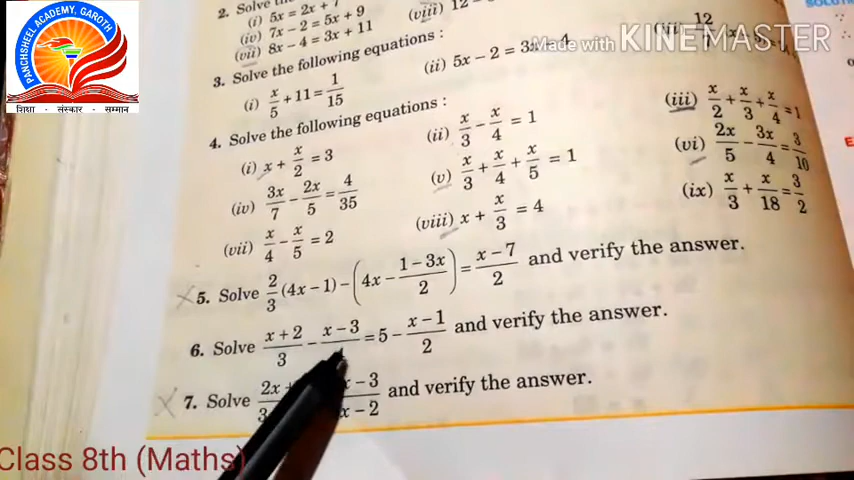 PANCHSHEEL ACADEMY, GAROTH
शिक्षा · संस्कार · सम्मान
Made with KINEMASTER
SOLUTIO
2. Solve the
(i) 5x = 2x + 7
(iv) 7x − 2 = 5x + 9
(vii) 8x − 4 = 3x + 11
(viii) 12
3. Solve the following equations :
(i) x/5 + 11 = 1/15
(ii) 5x − 2 = 3x − 4
4. Solve the following equations :
(i) x + x/2 = 3
(ii) x/3 − x/4 = 1
(iii) x/2 + x/3 + x/4 = 1
(iv) 3x/7 − 2x/5 = 4/35
(v) x/3 + x/4 + x/5 = 1
(vi) 2x/5 − 3x/4 = 3/10
(vii) x/4 − x/5 = 2
(viii) x + x/3 = 4
(ix) x/3 + x/18 = 3/2
5. Solve 2/3 (4x − 1) − (4x − (1 − 3x)/2) = (x − 7)/2 and verify the answer.
6. Solve (x + 2)/3 − x − 3 = 5 − (x − 1)/2 and verify the answer.
7. Solve 2x x − 3 / x − 2 and verify the answer.
Class 8th (Maths)